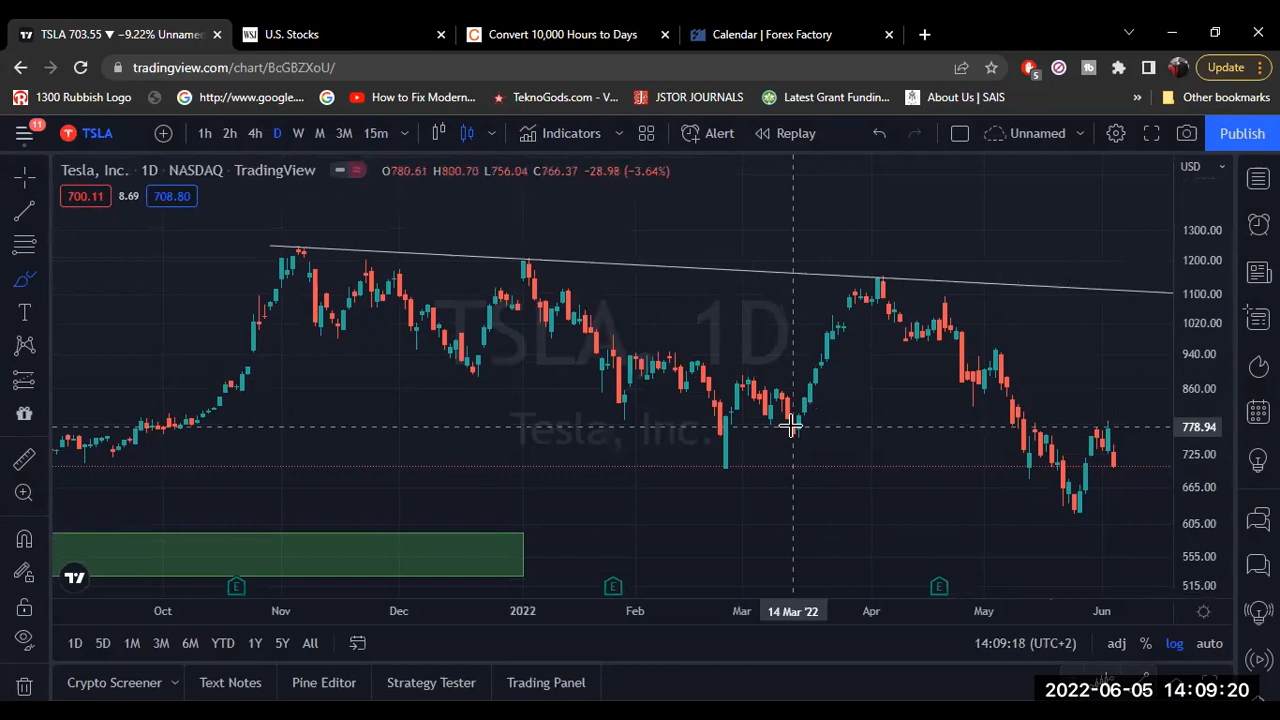 TSLA 703.55 ▼ −9.22% Unname
U.S. Stocks
Convert 10,000 Hours to Days
Calendar | Forex Factory
tradingview.com/chart/BcGBZXoU/
5
Update
1300 Rubbish Logo
http://www.google...
How to Fix Modern...
TeknoGods.com - V...
JSTOR JOURNALS
Latest Grant Fundin...
About Us | SAIS
»
Other bookmarks
11
TSLA
1h 2h 4h D W M 3M 15m
Indicators
Alert
Replay
Unnamed
Publish
Tesla, Inc. · 1D · NASDAQ · TradingView
O780.61 H800.70 L756.04 C766.37 −28.98 (−3.64%)
USD
700.11 8.69 708.80
1300.00
1200.00
1100.00
1020.00
940.00
860.00
778.94
725.00
665.00
605.00
555.00
515.00
TSLA, 1D
Tesla, Inc.
E E E
Oct Nov Dec 2022 Feb Mar 14 Mar '22 Apr May Jun
1D 5D 1M 3M 6M YTD 1Y 5Y All
14:09:18 (UTC+2) adj % log auto
Crypto Screener Text Notes Pine Editor Strategy Tester Trading Panel
2022-06-05 14:09:20